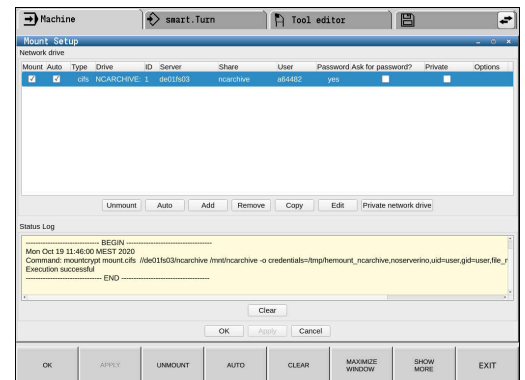 Machine smart.Turn Tool editor
Mount Setup
Network drive
Mount Auto Type Drive ID Server Share User Password Ask for password? Private Options
cifs NCARCHIVE: 1 de01fs03 ncarchive a64482 yes
Unmount Auto Add Remove Copy Edit Private network drive
Status Log
------------------------------ BEGIN -----------------------------------
Mon Oct 19 11:46:00 MEST 2020
Command: mountcrypt mount.cifs //de01fs03/ncarchive /mnt/ncarchive -o credentials=/tmp/hemount_ncarchive,noserverino,uid=user,gid=user,file_
Execution successful
------------------------------- END -----------------------------------
Clear
OK Apply Cancel
OK APPLY UNMOUNT AUTO CLEAR MAXIMIZE WINDOW SHOW MORE EXIT